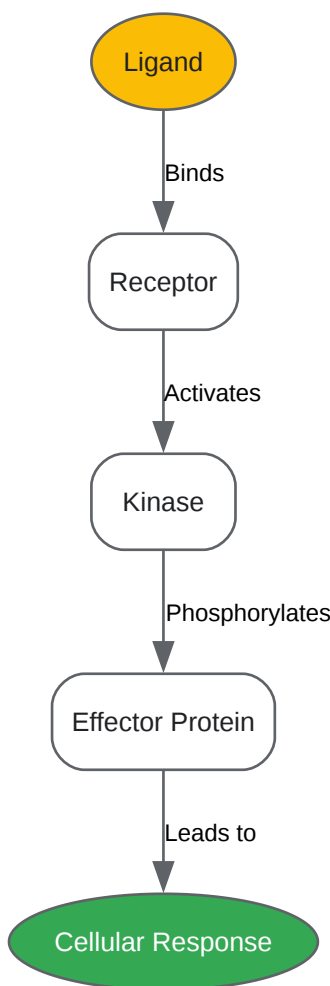 Ligand
Binds
Receptor
Activates
Kinase
Phosphorylates
Effector Protein
Leads to
Cellular Response